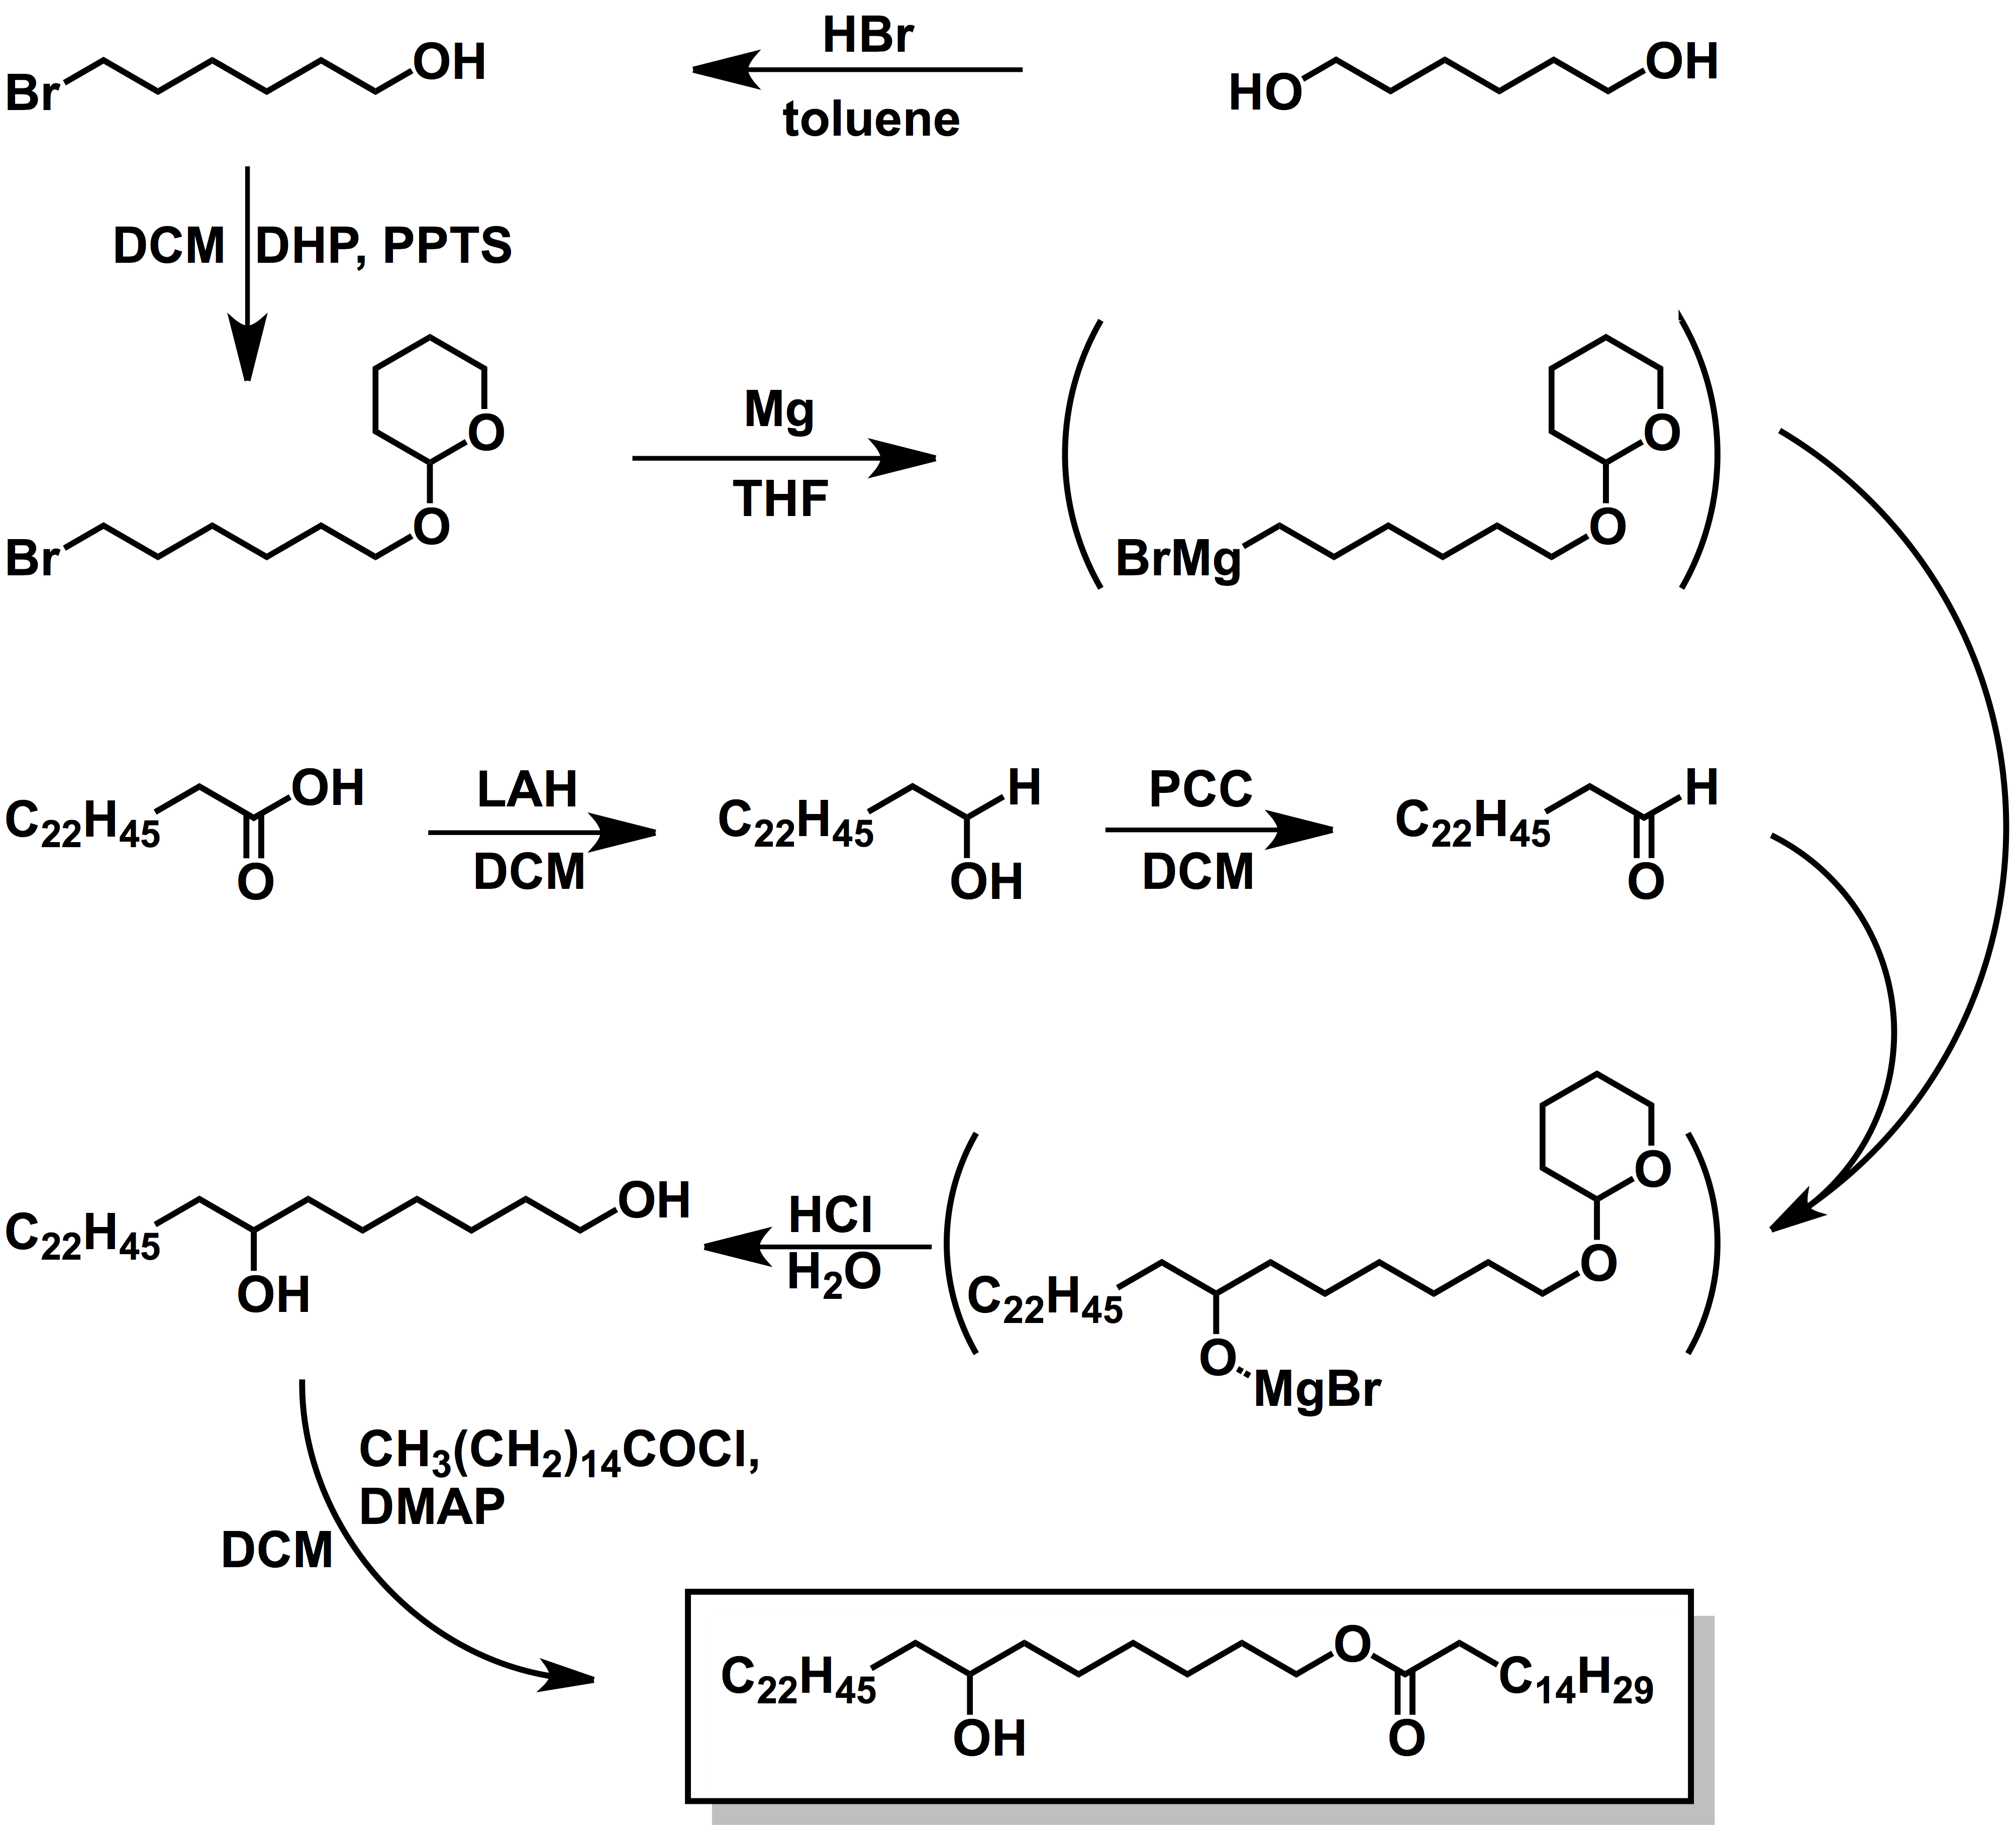 HBr
toluene
Br OH
HO OH
DCM DHP, PPTS
O
O
Br
Mg
THF
O
O
BrMg
C22H45 OH
O
LAH
DCM
C22H45 H
OH
PCC
DCM
C22H45 H
O
C22H45 OH
OH
HCl
H2O
O
O
C22H45
O
MgBr
CH3(CH2)14COCl,
DMAP
DCM
C22H45 O C14H29
OH O